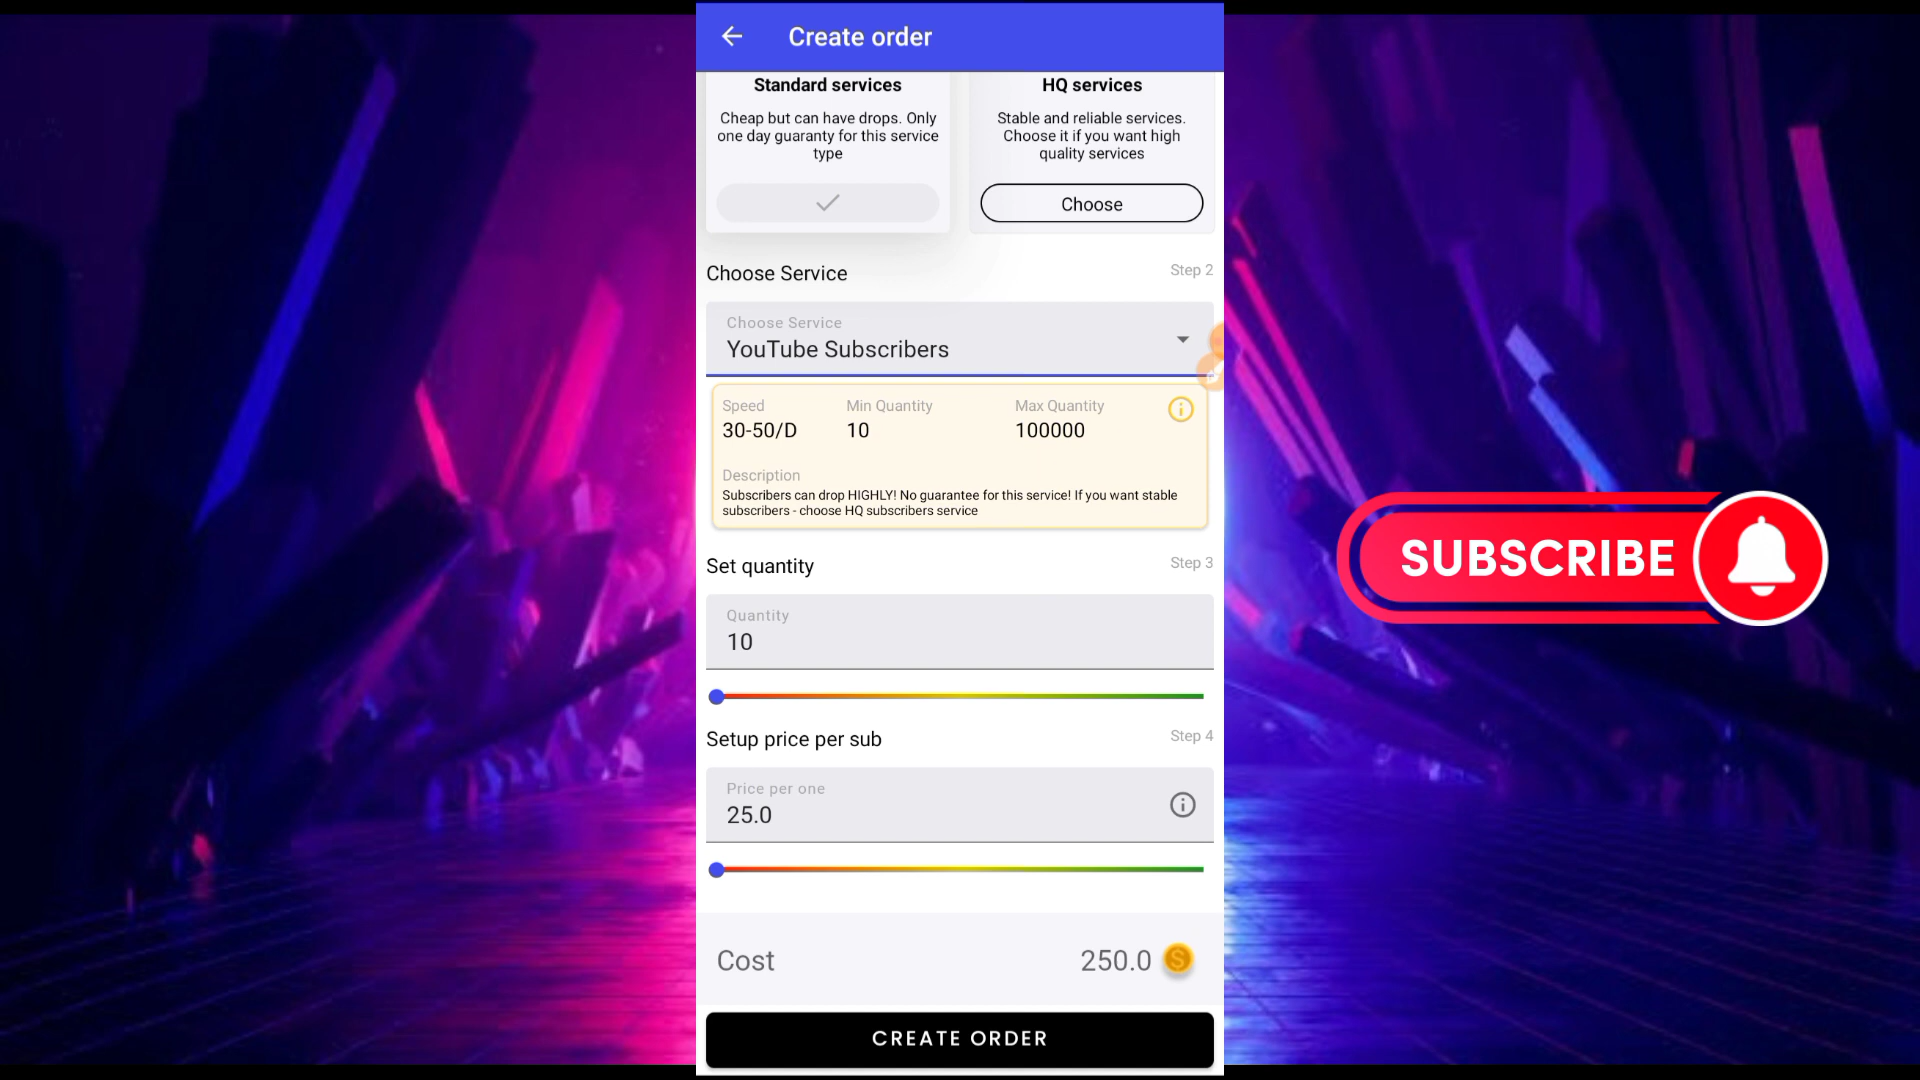 Create order
Standard services
Cheap but can have drops. Only
one day guaranty for this service
type
HQ services
Stable and reliable services.
Choose it if you want high
quality services
Choose
Choose Service
Step 2
Choose Service
YouTube Subscribers
Speed
30-50/D
Min Quantity
10
Max Quantity
100000
Description
Subscribers can drop HIGHLY! No guarantee for this service! If you want stable
subscribers - choose HQ subscribers service
Set quantity
Step 3
Quantity
10
Setup price per sub
Step 4
Price per one
25.0
Cost
250.0
CREATE ORDER
SUBSCRIBE